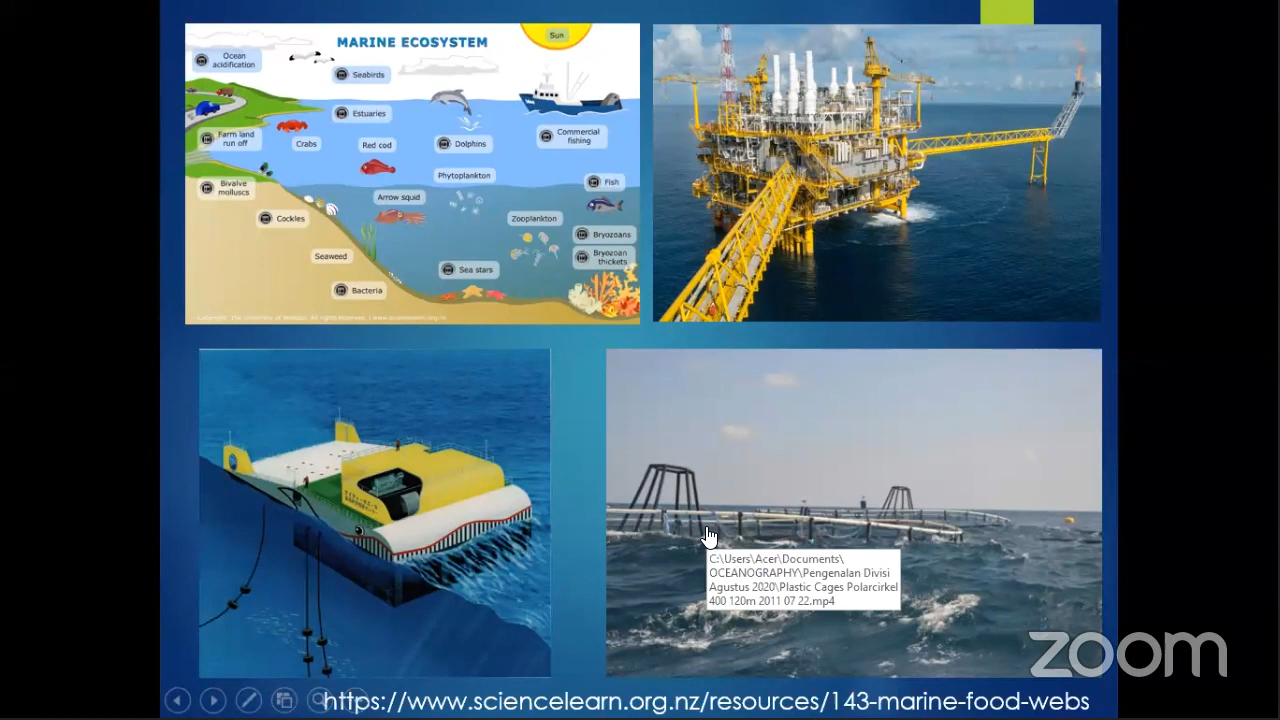 MARINE ECOSYSTEM
Sun
Ocean
acidification
Seabirds
Estuaries
Farm land
run off
Crabs
Red cod
Dolphins
Commercial
fishing
Phytoplankton
Bivalve
molluscs
Arrow squid
Fish
Cockles
Zooplankton
Bryozoans
Seaweed
Bryozoan
thickets
Sea stars
Bacteria
C:\Users\Acer\Documents\
OCEANOGRAPHY\Pengenalan Divisi
Agustus 2020\Plastic Cages Polarcirkel
400 120m 2011 07 22.mp4
zoom
https://www.sciencelearn.org.nz/resources/143-marine-food-webs